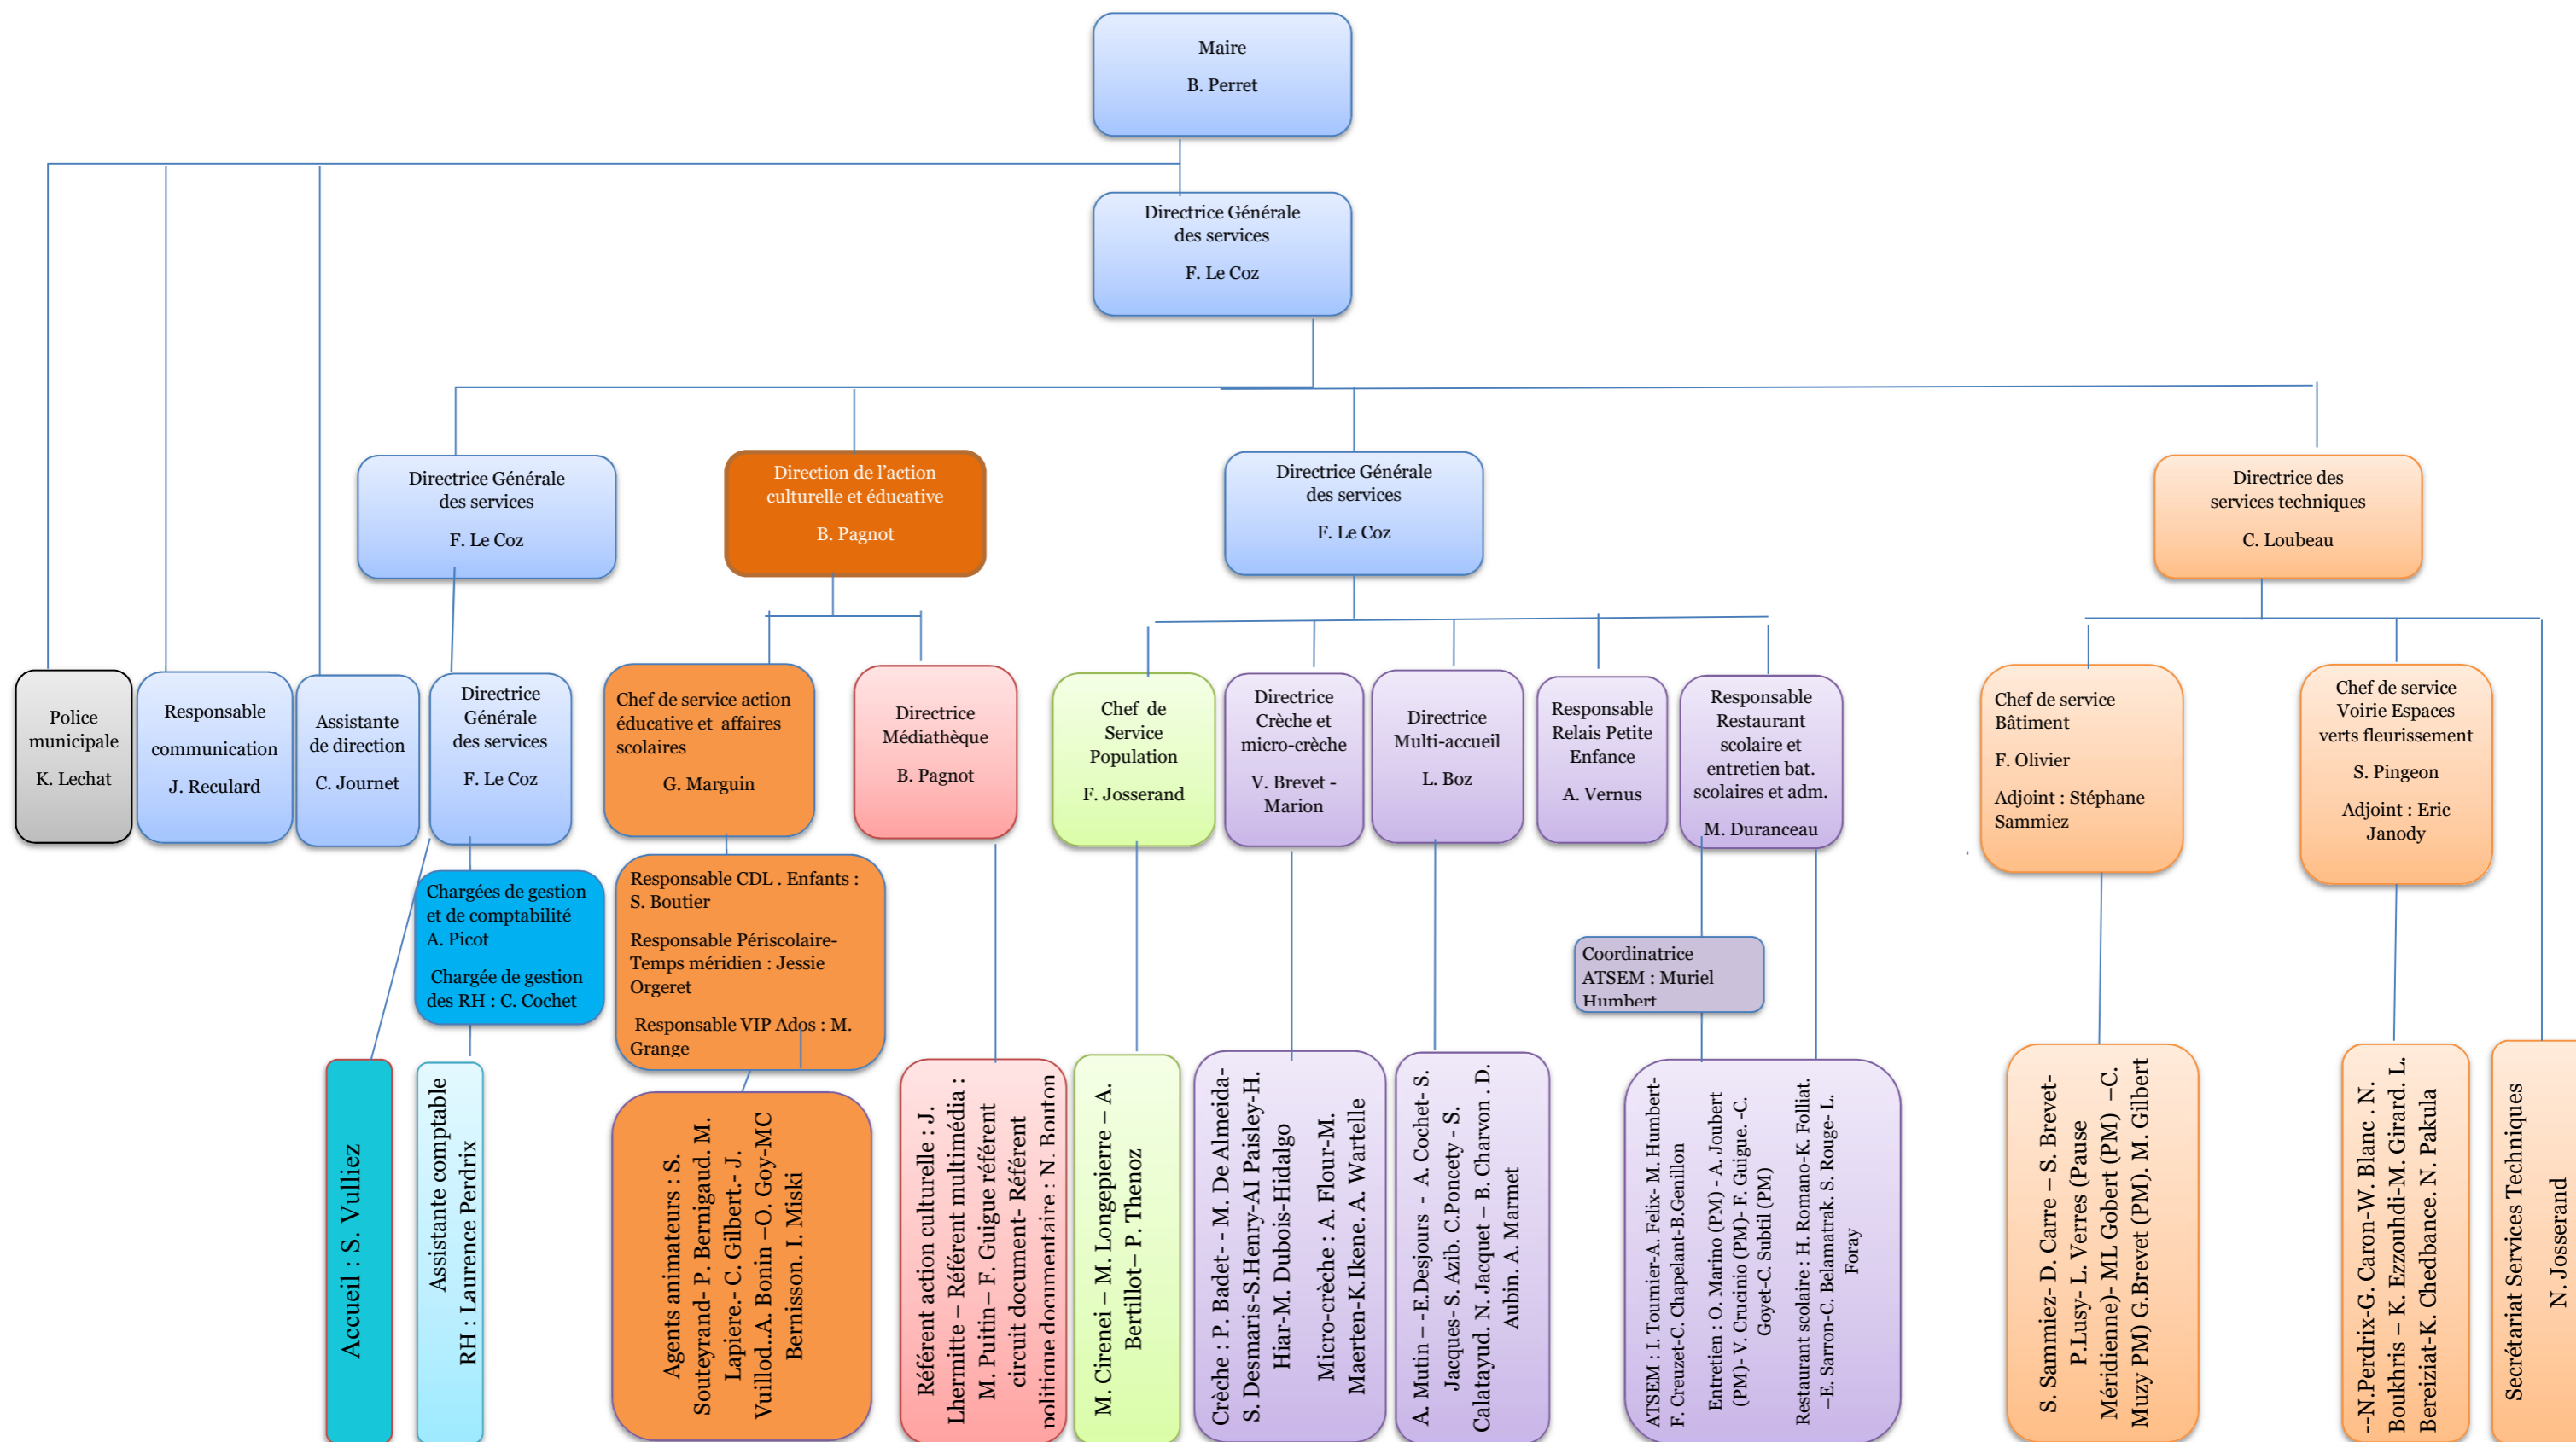 Maire
B. Perret
Directrice Générale
des services
F. Le Coz
Directrice Générale
des services
F. Le Coz
Direction de l'action
culturelle et éducative
B. Pagnot
Directrice Générale
des services
F. Le Coz
Directrice des
services techniques
C. Loubeau
Police
municipale
K. Lechat
Responsable
communication
J. Reculard
Assistante
de direction
C. Journet
Directrice
Générale
des services
F. Le Coz
Chef de service action
éducative et affaires
scolaires
G. Marguin
Directrice
Médiathèque
B. Pagnot
Chef de
Service
Population
F. Josserand
Directrice
Crèche et
micro-crèche
V. Brevet -
Marion
Directrice
Multi-accueil
L. Boz
Responsable
Relais Petite
Enfance
A. Vernus
Responsable
Restaurant
scolaire et
entretien bat.
scolaires et adm.
M. Duranceau
Chef de service
Bâtiment
F. Olivier
Adjoint : Stéphane
Sammiez
Chef de service
Voirie Espaces
verts fleurissement
S. Pingeon
Adjoint : Eric
Janody
Chargées de gestion
et de comptabilité
A. Picot
Chargée de gestion
des RH : C. Cochet
Responsable CDL . Enfants :
S. Boutier
Responsable Périscolaire-
Temps méridien : Jessie
Orgeret
Responsable VIP Ados : M.
Grange
Coordinatrice
ATSEM : Muriel
Humbert
Accueil : S. Vulliez
Assistante comptable
RH : Laurence Perdrix
Agents animateurs : S.
Souteyrand- P. Bernigaud. M.
Lapiere.- C. Gilbert.- J.
Vuillod..A. Bonin –O. Goy-MC
Bernisson. I. Miski
Référent action culturelle : J.
Lhermitte – Référent multimédia :
M. Puitin– F. Guigue référent
circuit document- Référent
politique documentaire : N. Bouton
M. Cirenei – M. Longepierre – A.
Bertillot– P. Thenoz
Crèche : P. Badet- - M. De Almeida-
S. Desmaris-S.Henry-AI Paisley-H.
Hiar-M. Dubois-Hidalgo
Micro-crèche : A. Flour-M.
Maerten-K.Ikene. A. Wartelle
A. Mutin – -E.Desjours - A. Cochet- S.
Jacques- S. Azib. C.Poncety - S.
Calatayud. N. Jacquet – B. Charvon . D.
Aubin. A. Marmet
ATSEM : I. Tournier-A. Felix- M. Humbert-
F. Creuzet-C. Chapelant-B.Genillon
Entretien : O. Marino (PM) - A. Joubert
(PM)- V. Crucinio (PM)- F. Guigue. -C.
Goyet-C. Subtil (PM)
Restaurant scolaire : H. Romano-K. Folliat.
–E. Sarron-C. Belamatrak. S. Rouge- L.
Foray
S. Sammiez- D. Carre – S. Brevet-
P.Lusy- L. Verres (Pause
Méridienne)- ML Gobert (PM) –C.
Muzy PM) G.Brevet (PM). M. Gilbert
--N.Perdrix-G. Caron-W. Blanc . N.
Boukhris – K. Ezzouhdi-M. Girard. L.
Bereiziat-K. Chedbance. N. Pakula
Secrétariat Services Techniques
N. Josserand